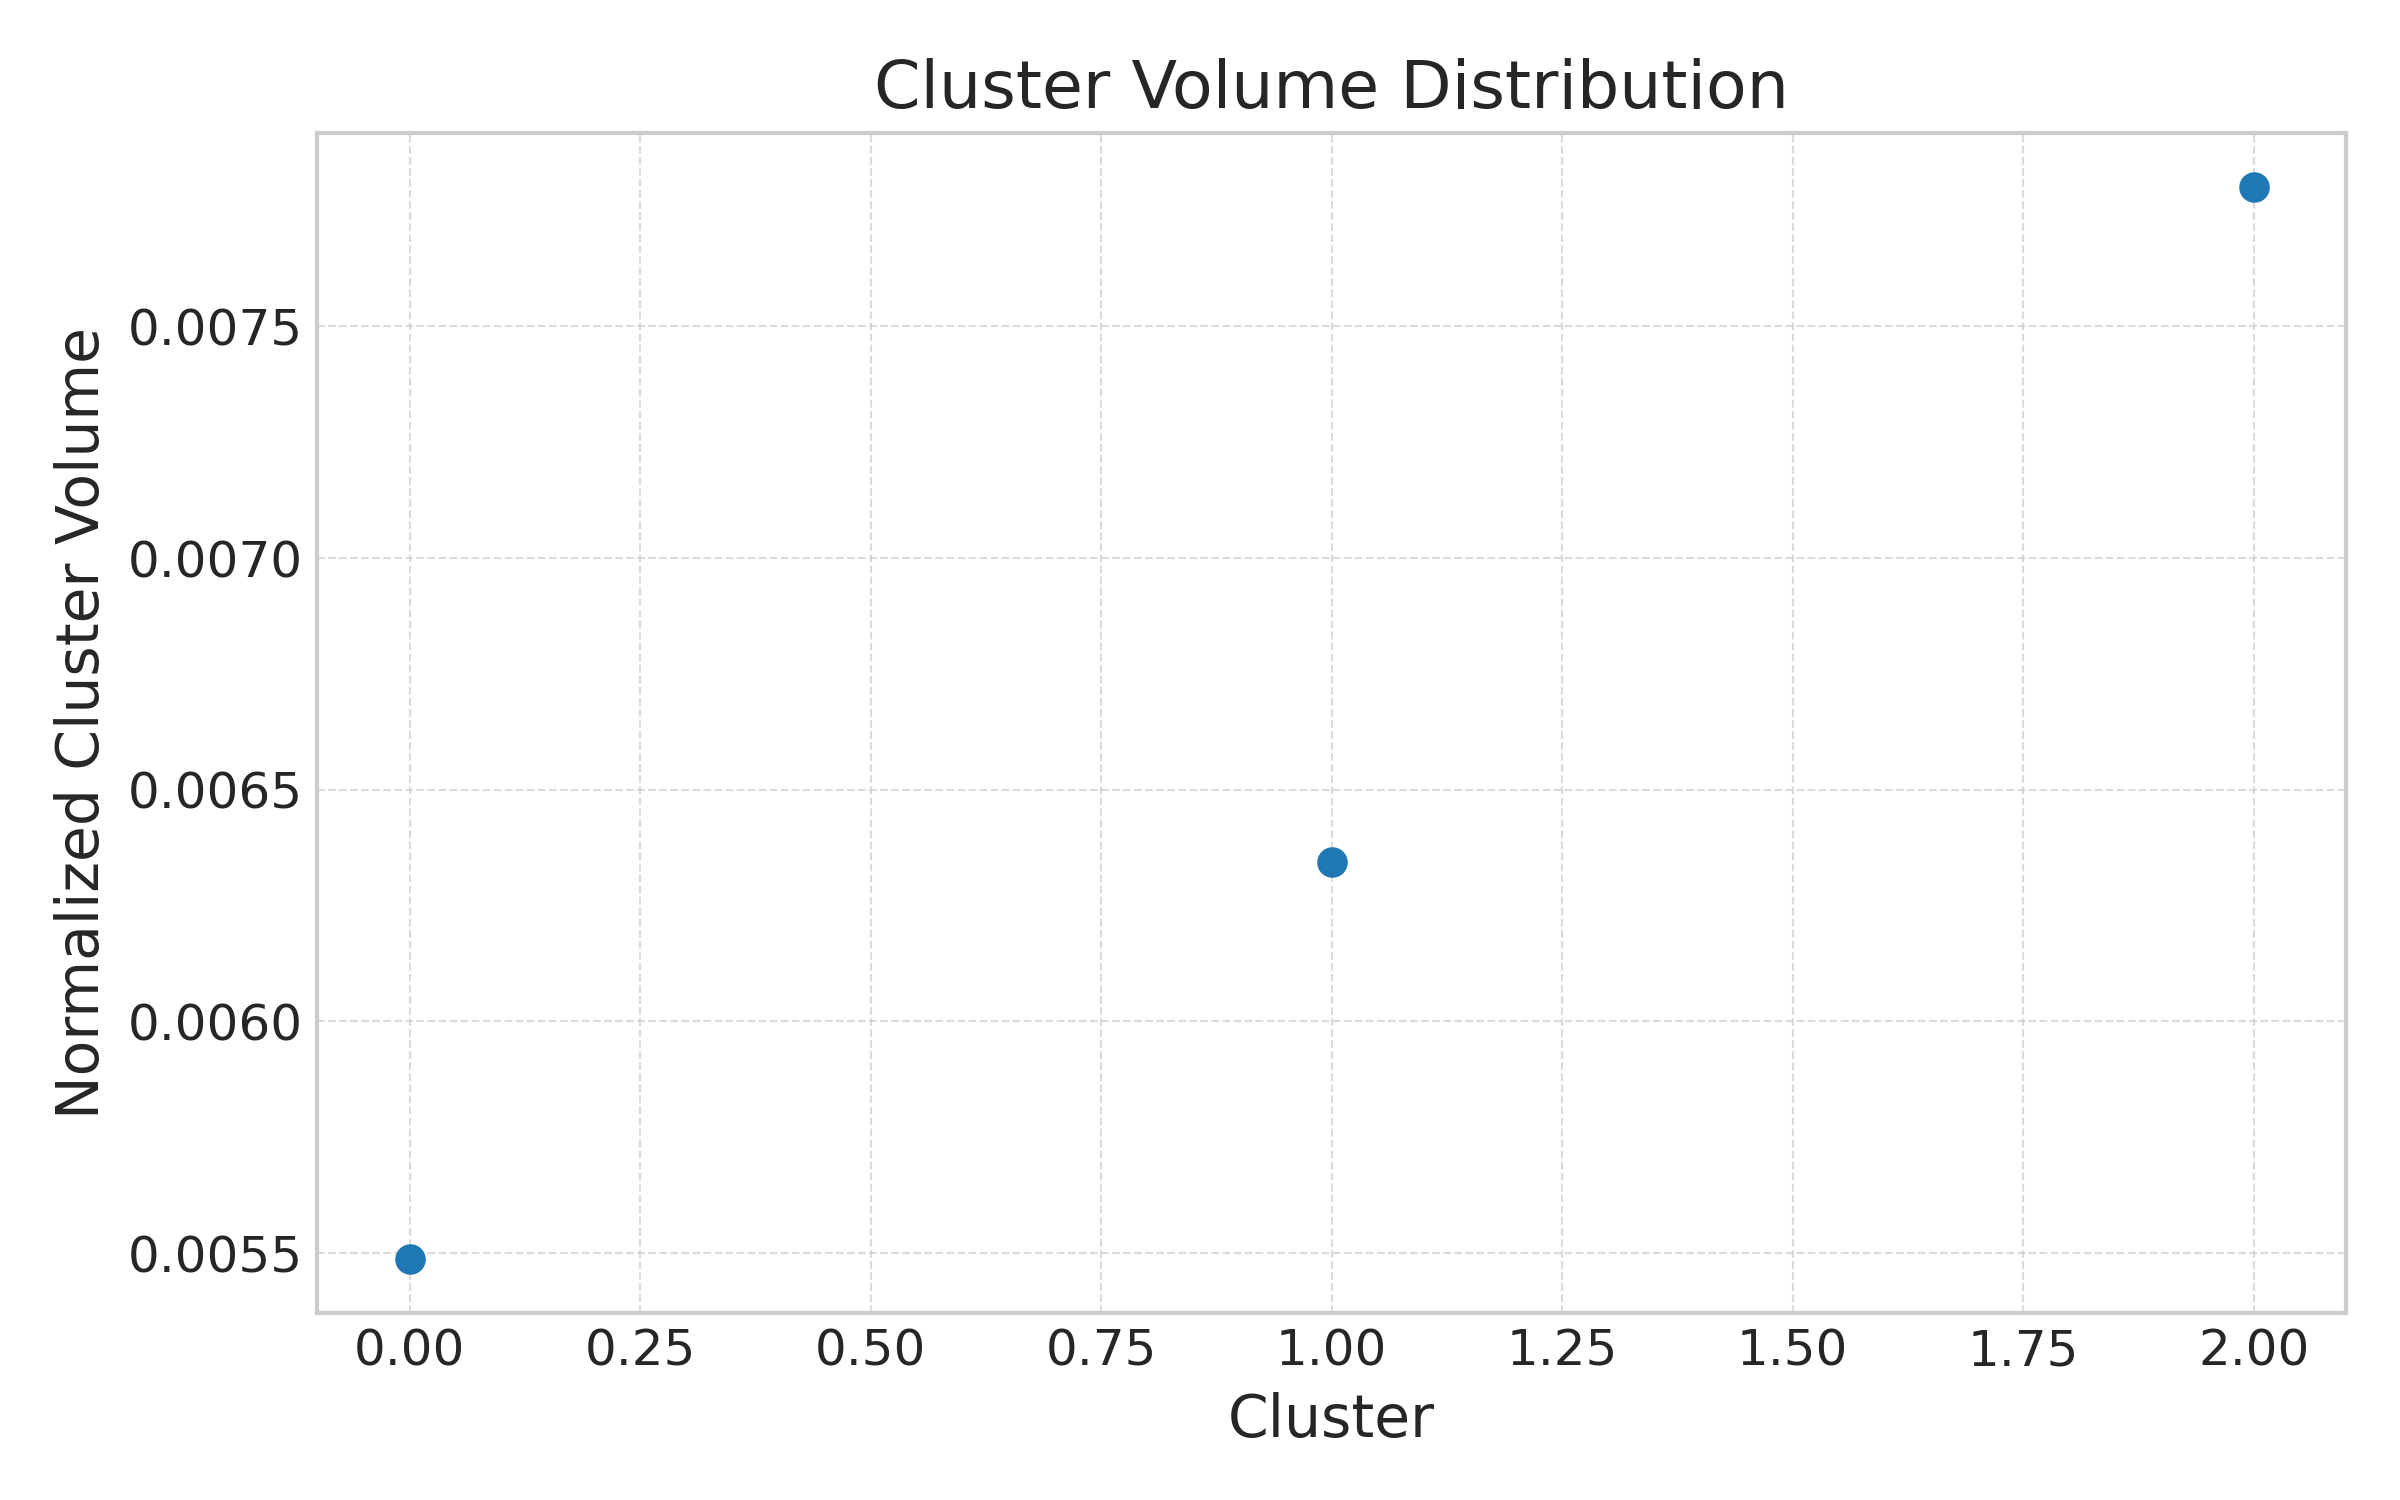 Cluster Volume Distribution
Normalized Cluster Volume
0.0075
0.0070
0.0065
0.0060
0.0055
0.00 0.25 0.50 0.75 1.00 1.25 1.50 1.75 2.00
Cluster